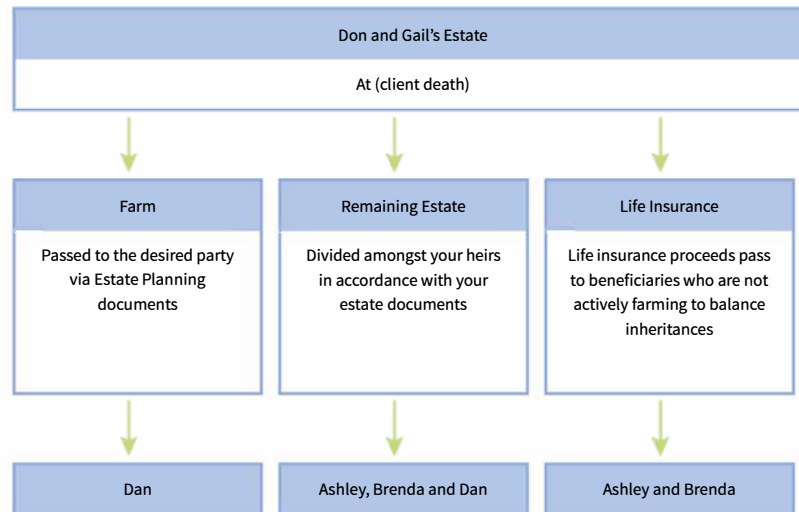 Don and Gail's Estate
At (client death)
Farm
Passed to the desired party
via Estate Planning
documents
Remaining Estate
Divided amongst your heirs
in accordance with your
estate documents
Life Insurance
Life insurance proceeds pass
to beneficiaries who are not
actively farming to balance
inheritances
Dan
Ashley, Brenda and Dan
Ashley and Brenda